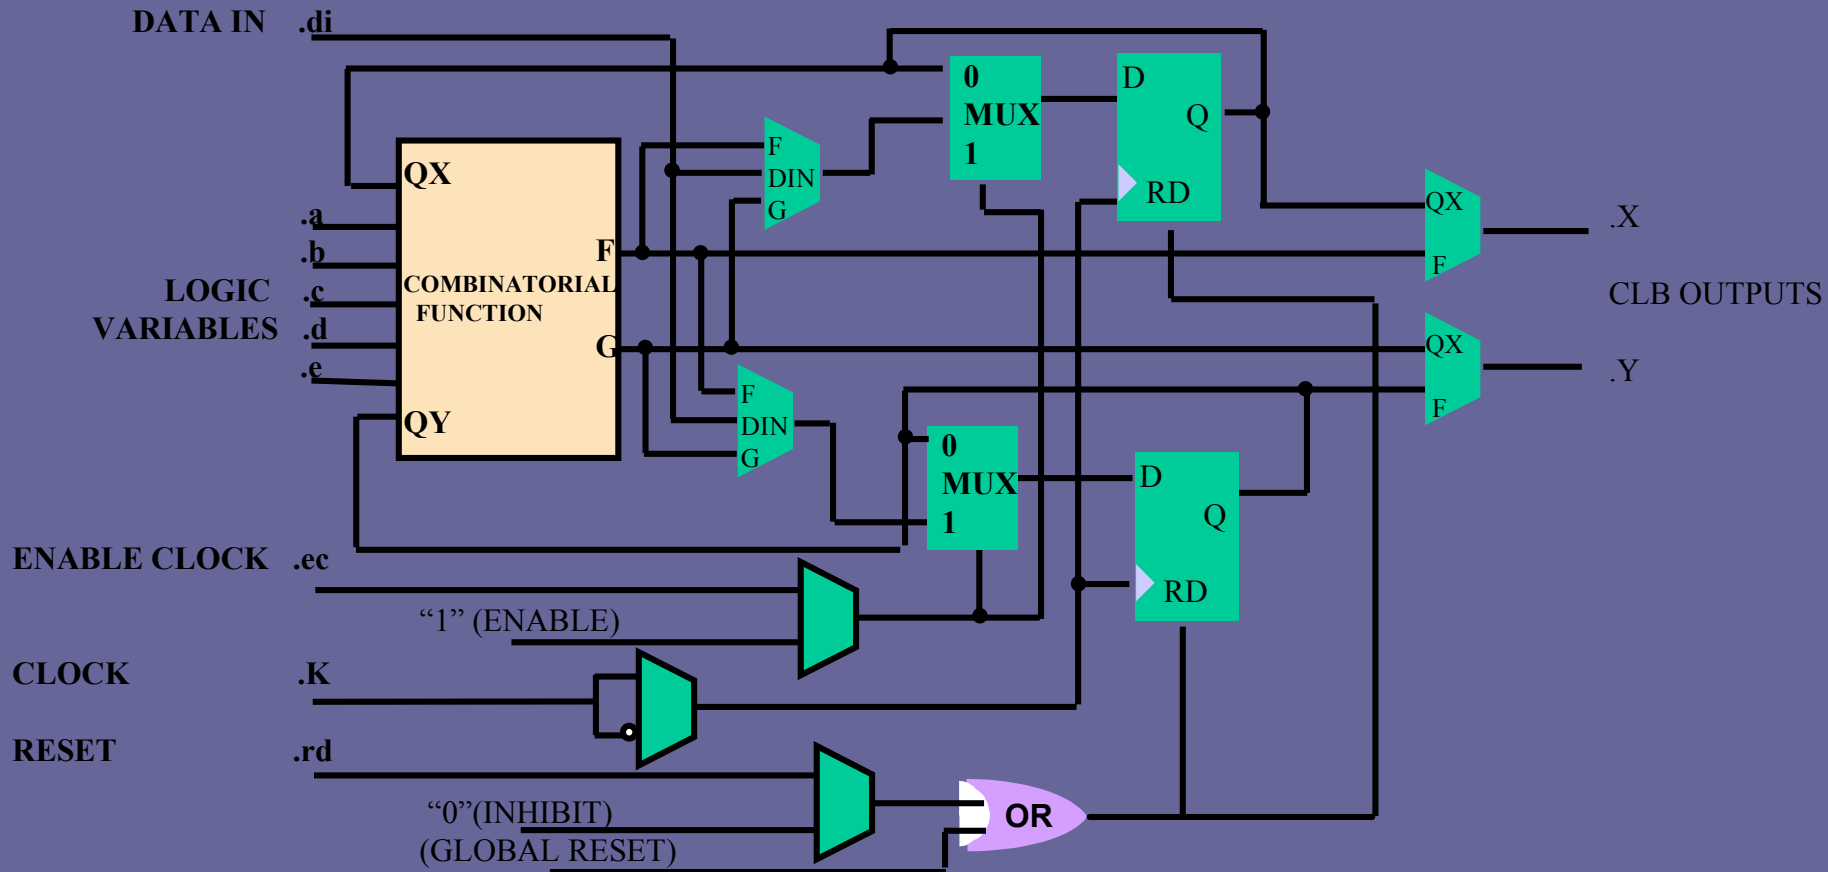 DATA IN .di
0
MUX
1
D
Q
RD
F
DIN
G
QX
.a
.b
LOGIC .c
VARIABLES .d
.e
QY
F
COMBINATORIAL
FUNCTION
G
QX
F
.X
CLB OUTPUTS
QX
F
.Y
F
DIN
G
0
MUX
1
D
Q
RD
ENABLE CLOCK .ec
“1” (ENABLE)
CLOCK .K
RESET .rd
“0”(INHIBIT)
(GLOBAL RESET)
OR